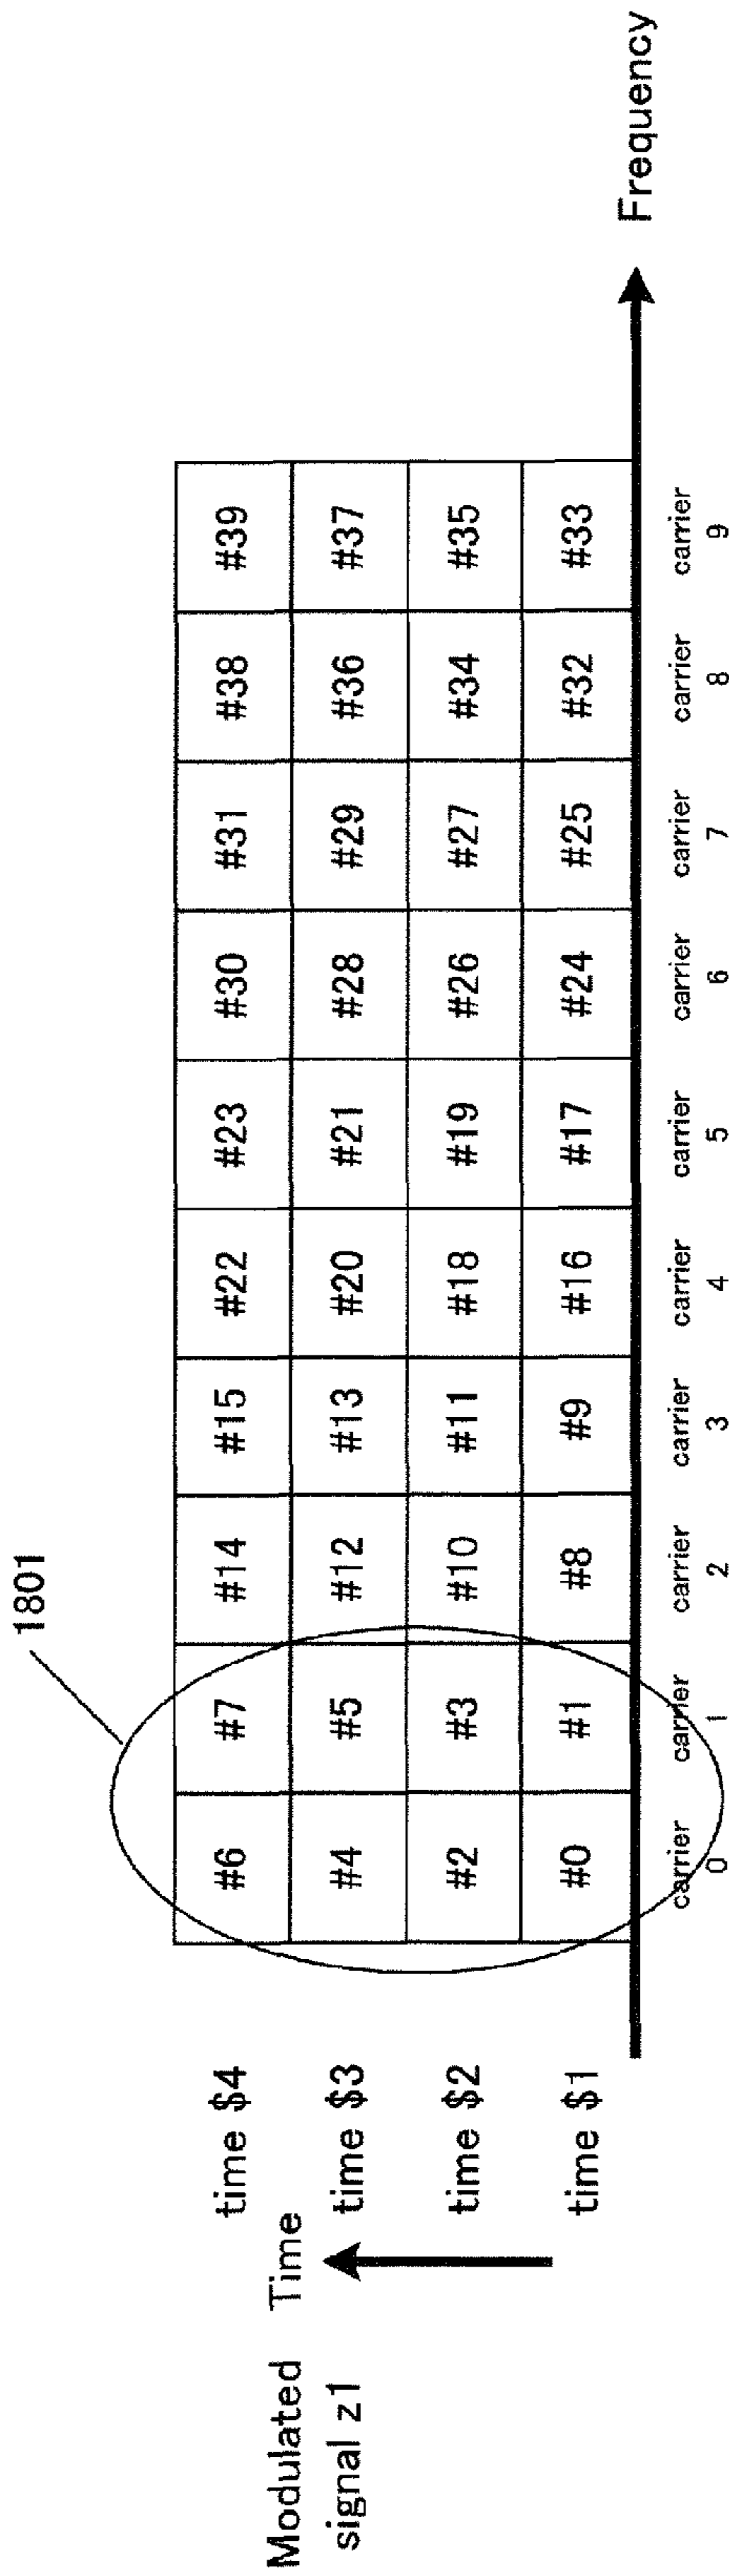 1801
Modulated
signal z1
Time
time $4
#6 #7 #14 #15 #22 #23 #30 #31 #38 #39
time $3
#4 #5 #12 #13 #20 #21 #28 #29 #36 #37
time $2
#2 #3 #10 #11 #18 #19 #26 #27 #34 #35
time $1
#0 #1 #8 #9 #16 #17 #24 #25 #32 #33
carrier carrier carrier carrier carrier carrier carrier carrier carrier carrier
0 1 2 3 4 5 6 7 8 9
Frequency